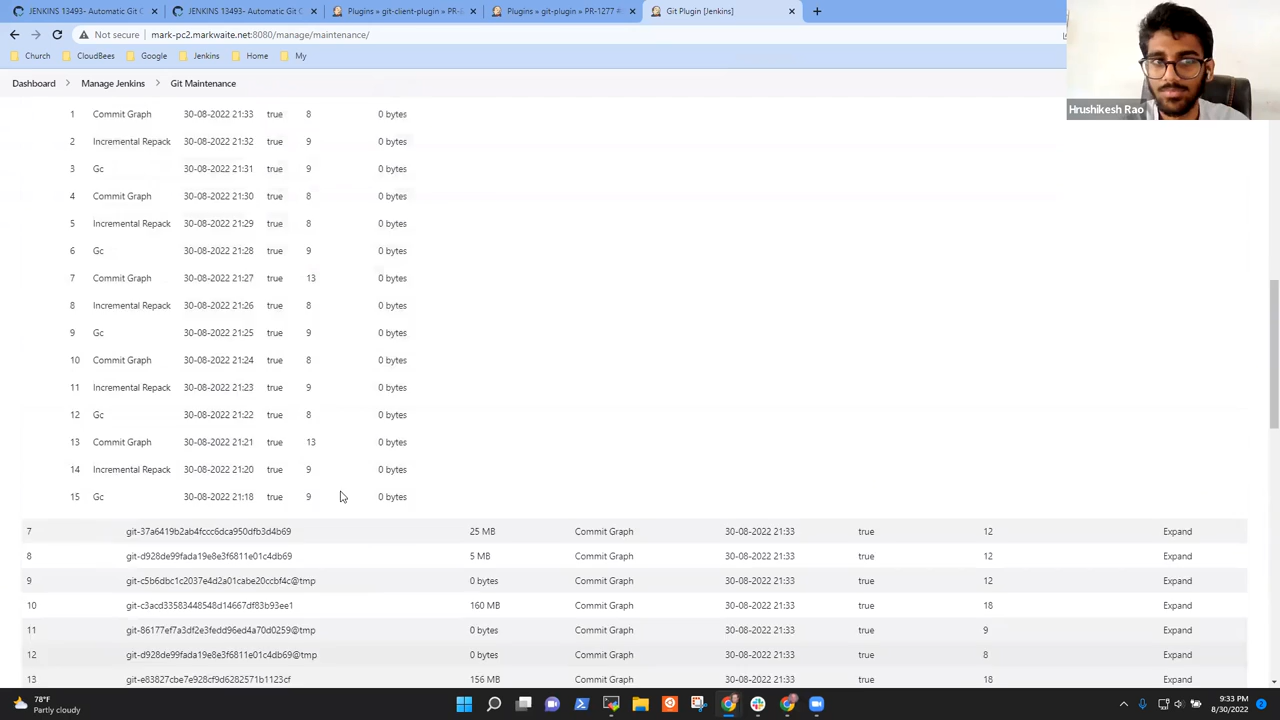 JENKINS 13493- Automatic Git C
JENKINS 13493- Automatic Git C
Plugins » git-client-plugin » PR-
Plugins » git-plugin » PR-1277 #
Git Plugin [Jenkins]
Not secure
mark-pc2.markwaite.net:8080/manage/maintenance/
Church
CloudBees
Google
Jenkins
Home
My
Dashboard
Manage Jenkins
Git Maintenance
Hrushikesh Rao
1 Commit Graph 30-08-2022 21:33 true 8 0 bytes
2 Incremental Repack 30-08-2022 21:32 true 9 0 bytes
3 Gc 30-08-2022 21:31 true 9 0 bytes
4 Commit Graph 30-08-2022 21:30 true 8 0 bytes
5 Incremental Repack 30-08-2022 21:29 true 8 0 bytes
6 Gc 30-08-2022 21:28 true 9 0 bytes
7 Commit Graph 30-08-2022 21:27 true 13 0 bytes
8 Incremental Repack 30-08-2022 21:26 true 8 0 bytes
9 Gc 30-08-2022 21:25 true 9 0 bytes
10 Commit Graph 30-08-2022 21:24 true 8 0 bytes
11 Incremental Repack 30-08-2022 21:23 true 9 0 bytes
12 Gc 30-08-2022 21:22 true 8 0 bytes
13 Commit Graph 30-08-2022 21:21 true 13 0 bytes
14 Incremental Repack 30-08-2022 21:20 true 9 0 bytes
15 Gc 30-08-2022 21:18 true 9 0 bytes
7 git-37a6419b2ab4fccc6dca950dfb3d4b69 25 MB Commit Graph 30-08-2022 21:33 true 12 Expand
8 git-d928de99fada19e8e3f6811e01c4db69 5 MB Commit Graph 30-08-2022 21:33 true 12 Expand
9 git-c5b6dbc1c2037e4d2a01cabe20ccbf4c@tmp 0 bytes Commit Graph 30-08-2022 21:33 true 12 Expand
10 git-c3acd33583448548d14667df83b93ee1 160 MB Commit Graph 30-08-2022 21:33 true 18 Expand
11 git-86177ef7a3df2e3fedd96ed4a70d0259@tmp 0 bytes Commit Graph 30-08-2022 21:33 true 9 Expand
12 git-d928de99fada19e8e3f6811e01c4db69@tmp 0 bytes Commit Graph 30-08-2022 21:33 true 8 Expand
13 git-e83827cbe7e928cf9d6282571b1123cf 156 MB Commit Graph 30-08-2022 21:33 true 18 Expand
78°F
Partly cloudy
9:33 PM
8/30/2022